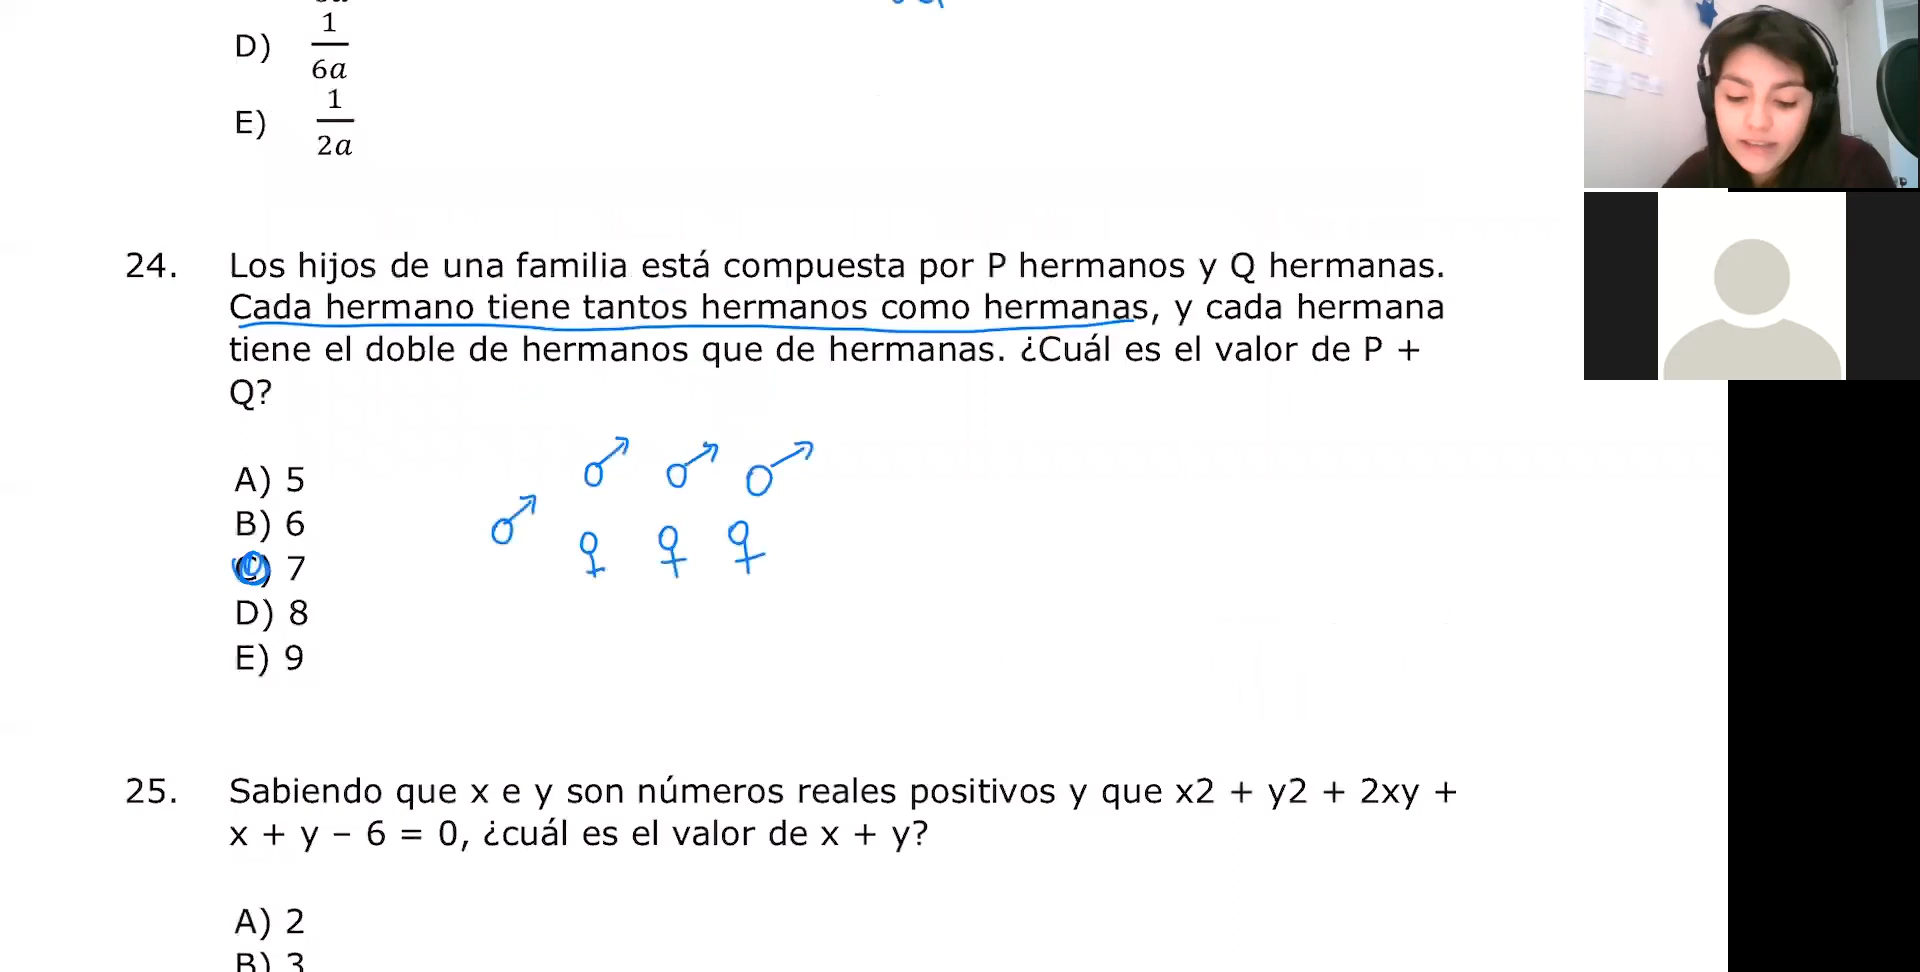 D) 1/6a
E) 1/2a
24. Los hijos de una familia está compuesta por P hermanos y Q hermanas.
Cada hermano tiene tantos hermanos como hermanas, y cada hermana
tiene el doble de hermanos que de hermanas. ¿Cuál es el valor de P +
Q?
A) 5
B) 6
C) 7
D) 8
E) 9
25. Sabiendo que x e y son números reales positivos y que x2 + y2 + 2xy +
x + y – 6 = 0, ¿cuál es el valor de x + y?
A) 2
B) 3